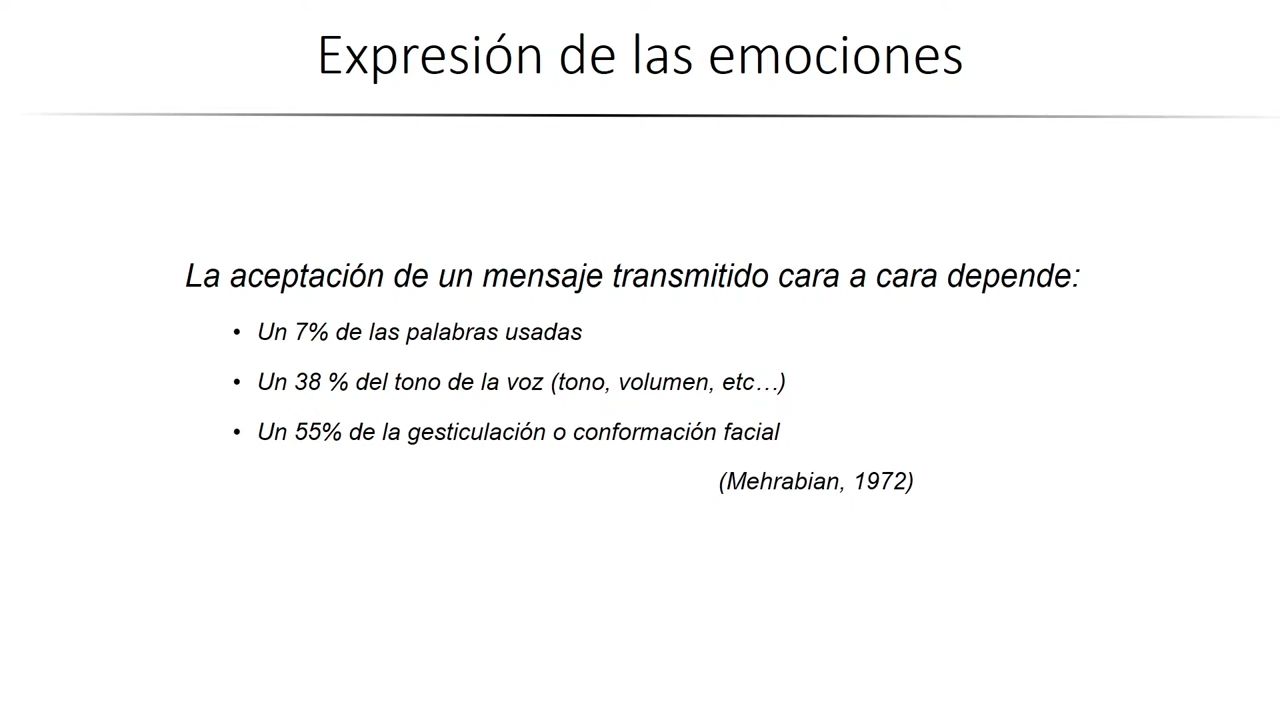 Expresión de las emociones
La aceptación de un mensaje transmitido cara a cara depende:
• Un 7% de las palabras usadas
• Un 38 % del tono de la voz (tono, volumen, etc…)
• Un 55% de la gesticulación o conformación facial
(Mehrabian, 1972)